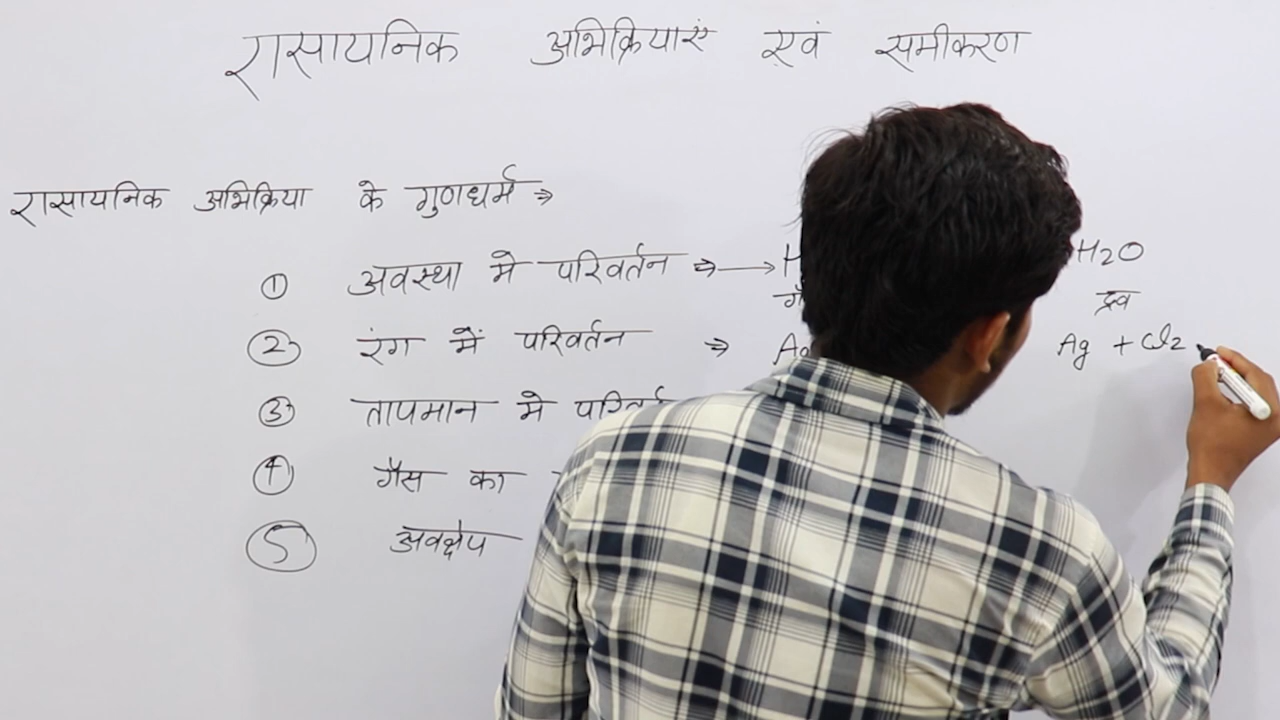 रासायनिक अभिक्रियाएं एवं समीकरण
रासायनिक अभिक्रिया के गुणधर्म ⇒
① अवस्था मे परिवर्तन ⇒ → H2O
द्रव
② रंग में परिवर्तन ⇒ Ag Ag + Cl2
③ तापमान मे
④ गैस का
⑤ अवक्षेप